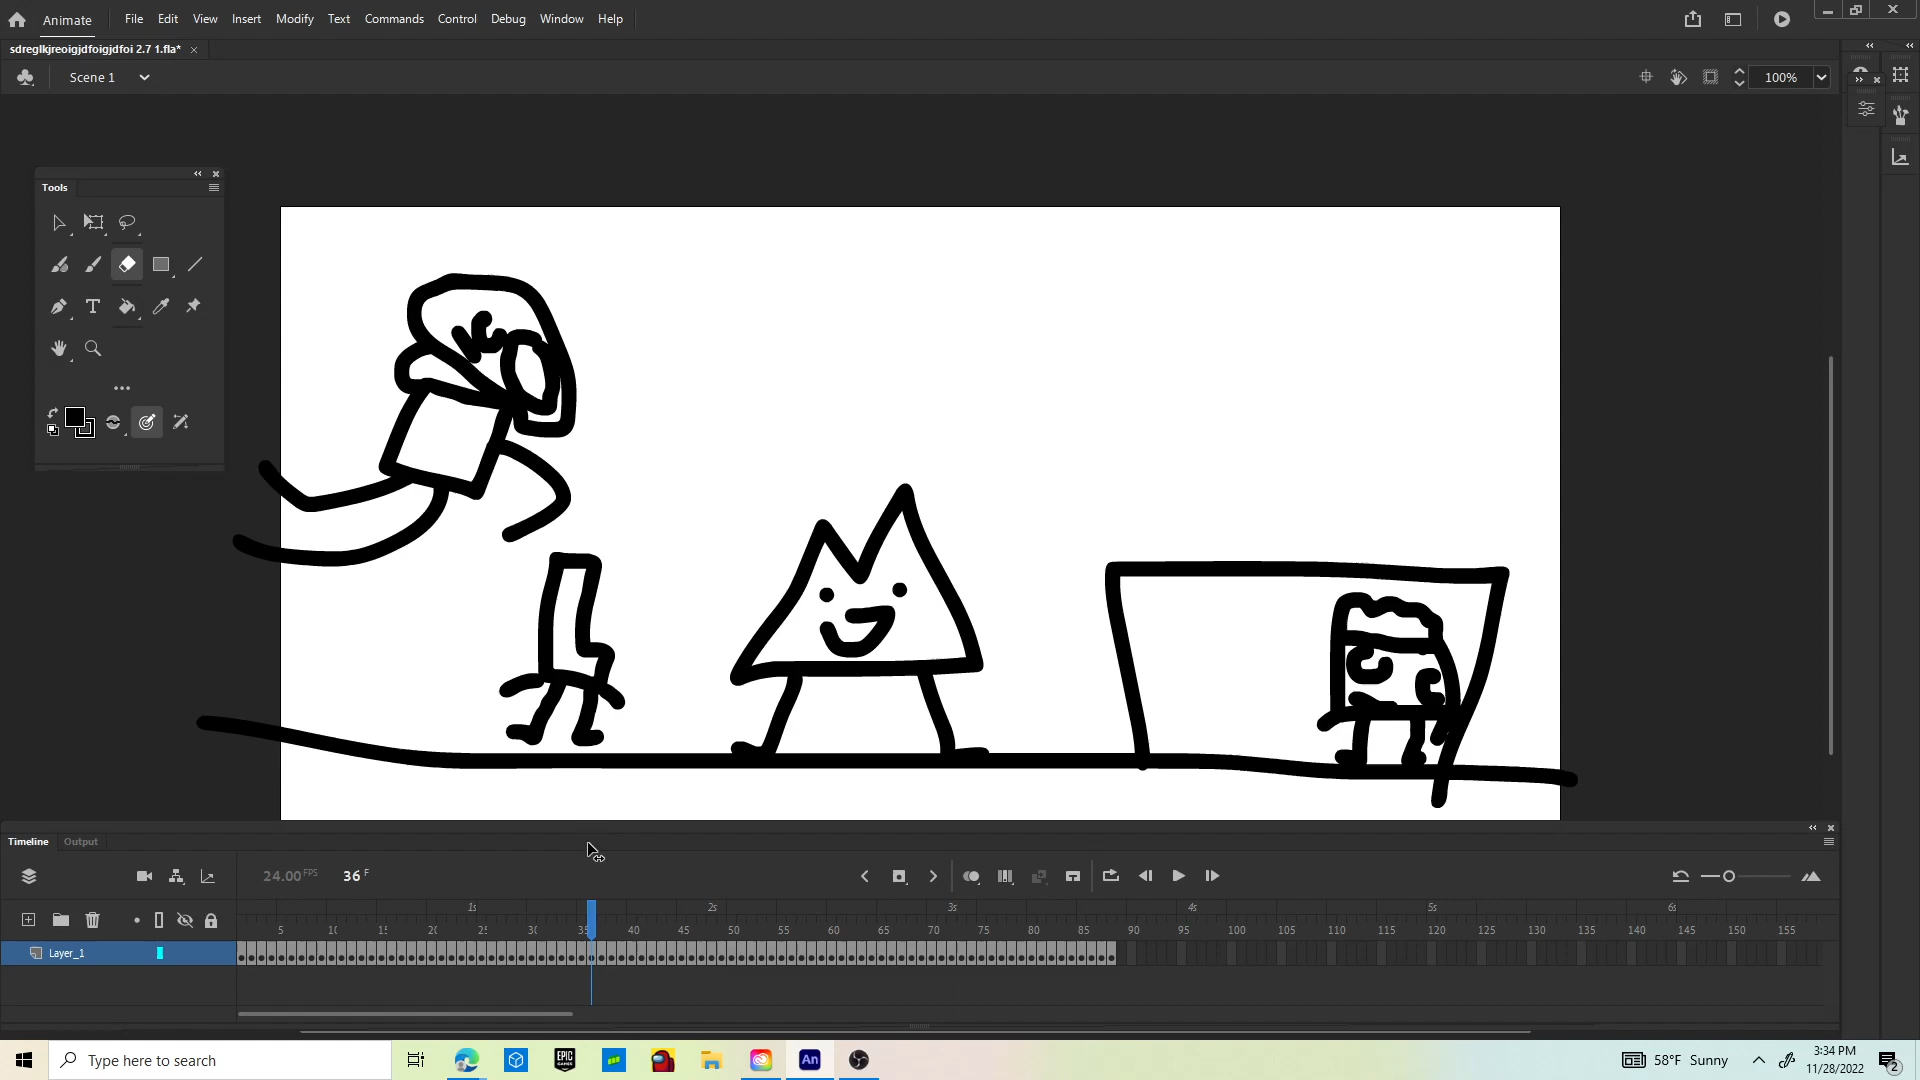 Animate File Edit View Insert Modify Text Commands Control Debug Window Help
sdreglkjreoigjdfoigjdfoi 2.7 1.fla* ×
Scene 1 100%
Tools
Timeline Output
24.00 FPS 36 F
1s 2s 3s 4s 5s 6s
5 10 15 20 25 30 35 40 45 50 55 60 65 70 75 80 85 90 95 100 105 110 115 120 125 130 135 140 145 150 155
Layer_1
Type here to search EPIC GAMES An 58°F Sunny 3:34 PM
11/28/2022 2